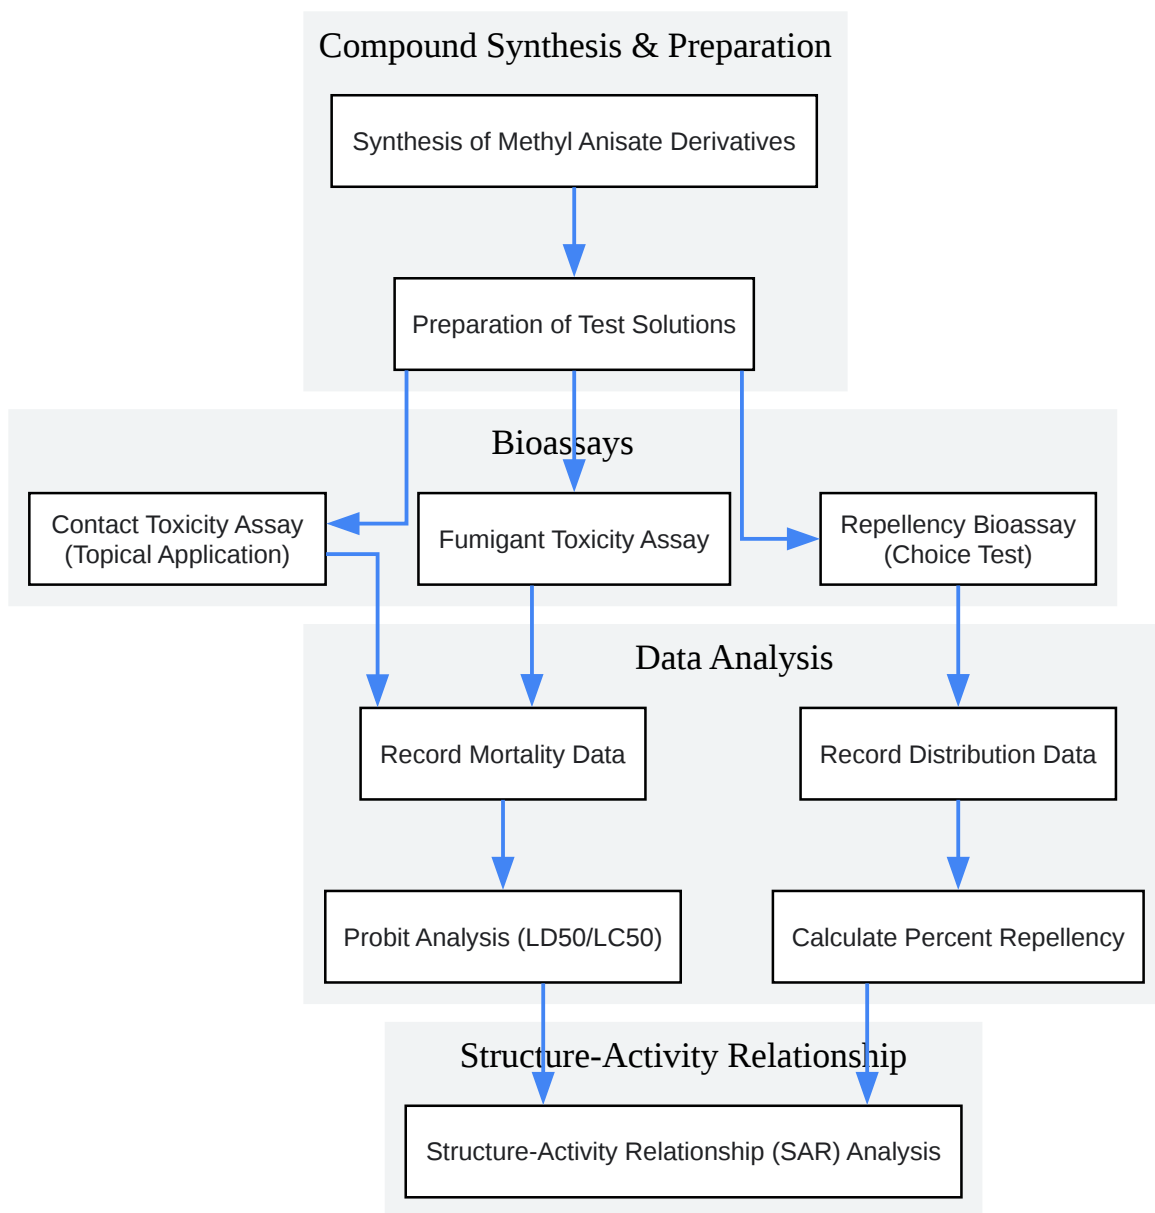 Compound Synthesis & Preparation
Synthesis of Methyl Anisate Derivatives
Preparation of Test Solutions
Bioassays
Contact Toxicity Assay
(Topical Application)
Fumigant Toxicity Assay
Repellency Bioassay
(Choice Test)
Data Analysis
Record Mortality Data
Record Distribution Data
Probit Analysis (LD50/LC50)
Calculate Percent Repellency
Structure-Activity Relationship
Structure-Activity Relationship (SAR) Analysis